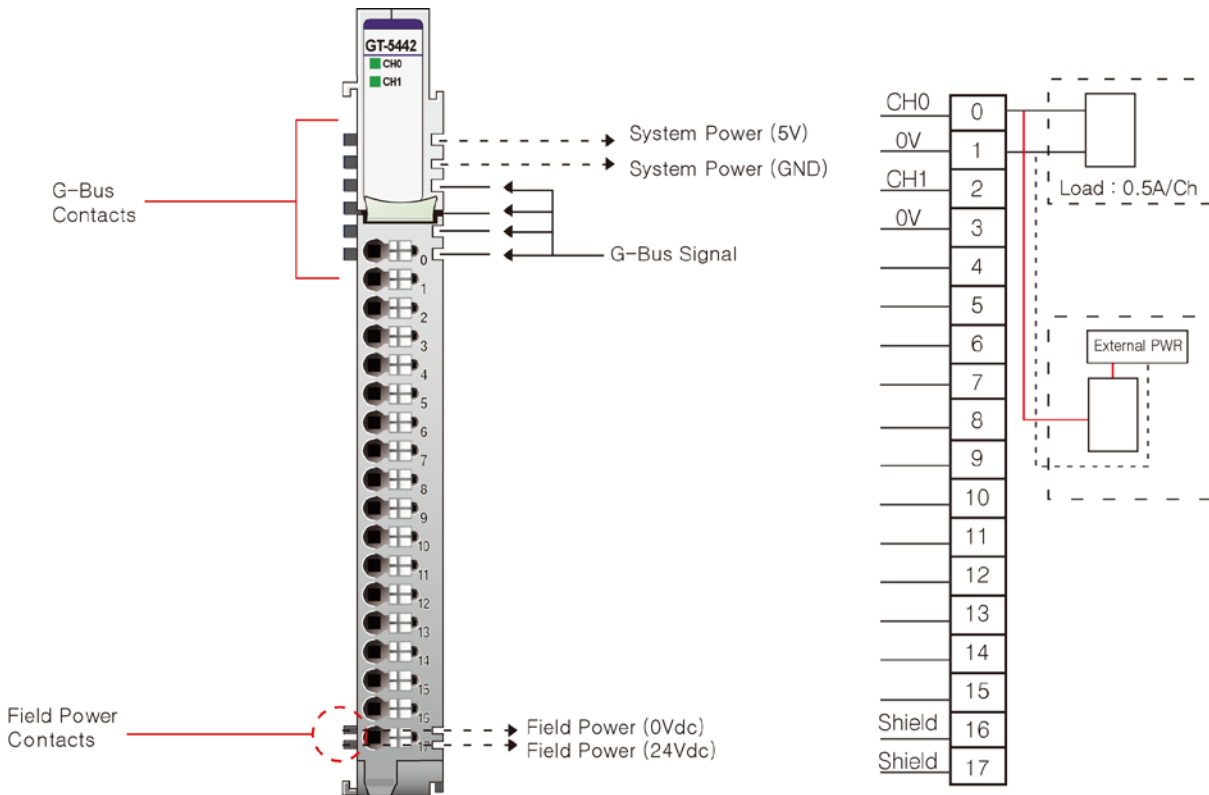 GT-5442
CH0
CH1
System Power (5V)
System Power (GND)
G-Bus
Contacts
G-Bus Signal
0
1
2
3
4
5
6
7
8
9
10
11
12
13
14
15
16
17
Field Power
Contacts
Field Power (0Vdc)
Field Power (24Vdc)
CH0 0
0V 1
CH1 2
0V 3
4
5
6
7
8
9
10
11
12
13
14
15
Shield 16
Shield 17
Load : 0.5A/Ch
External PWR